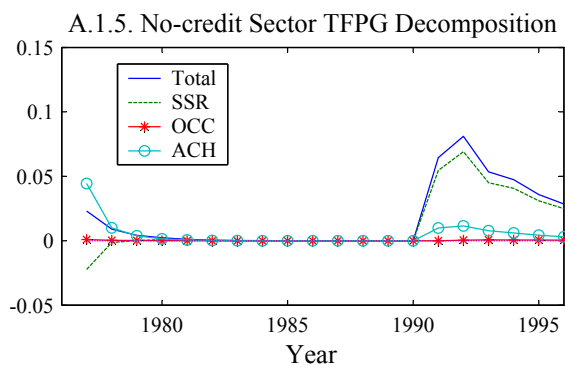 A.1.5. No-credit Sector TFPG Decomposition
0.15
0.1
0.05
0
-0.05
Total
SSR
OCC
ACH
1980
1985
1990
1995
Year